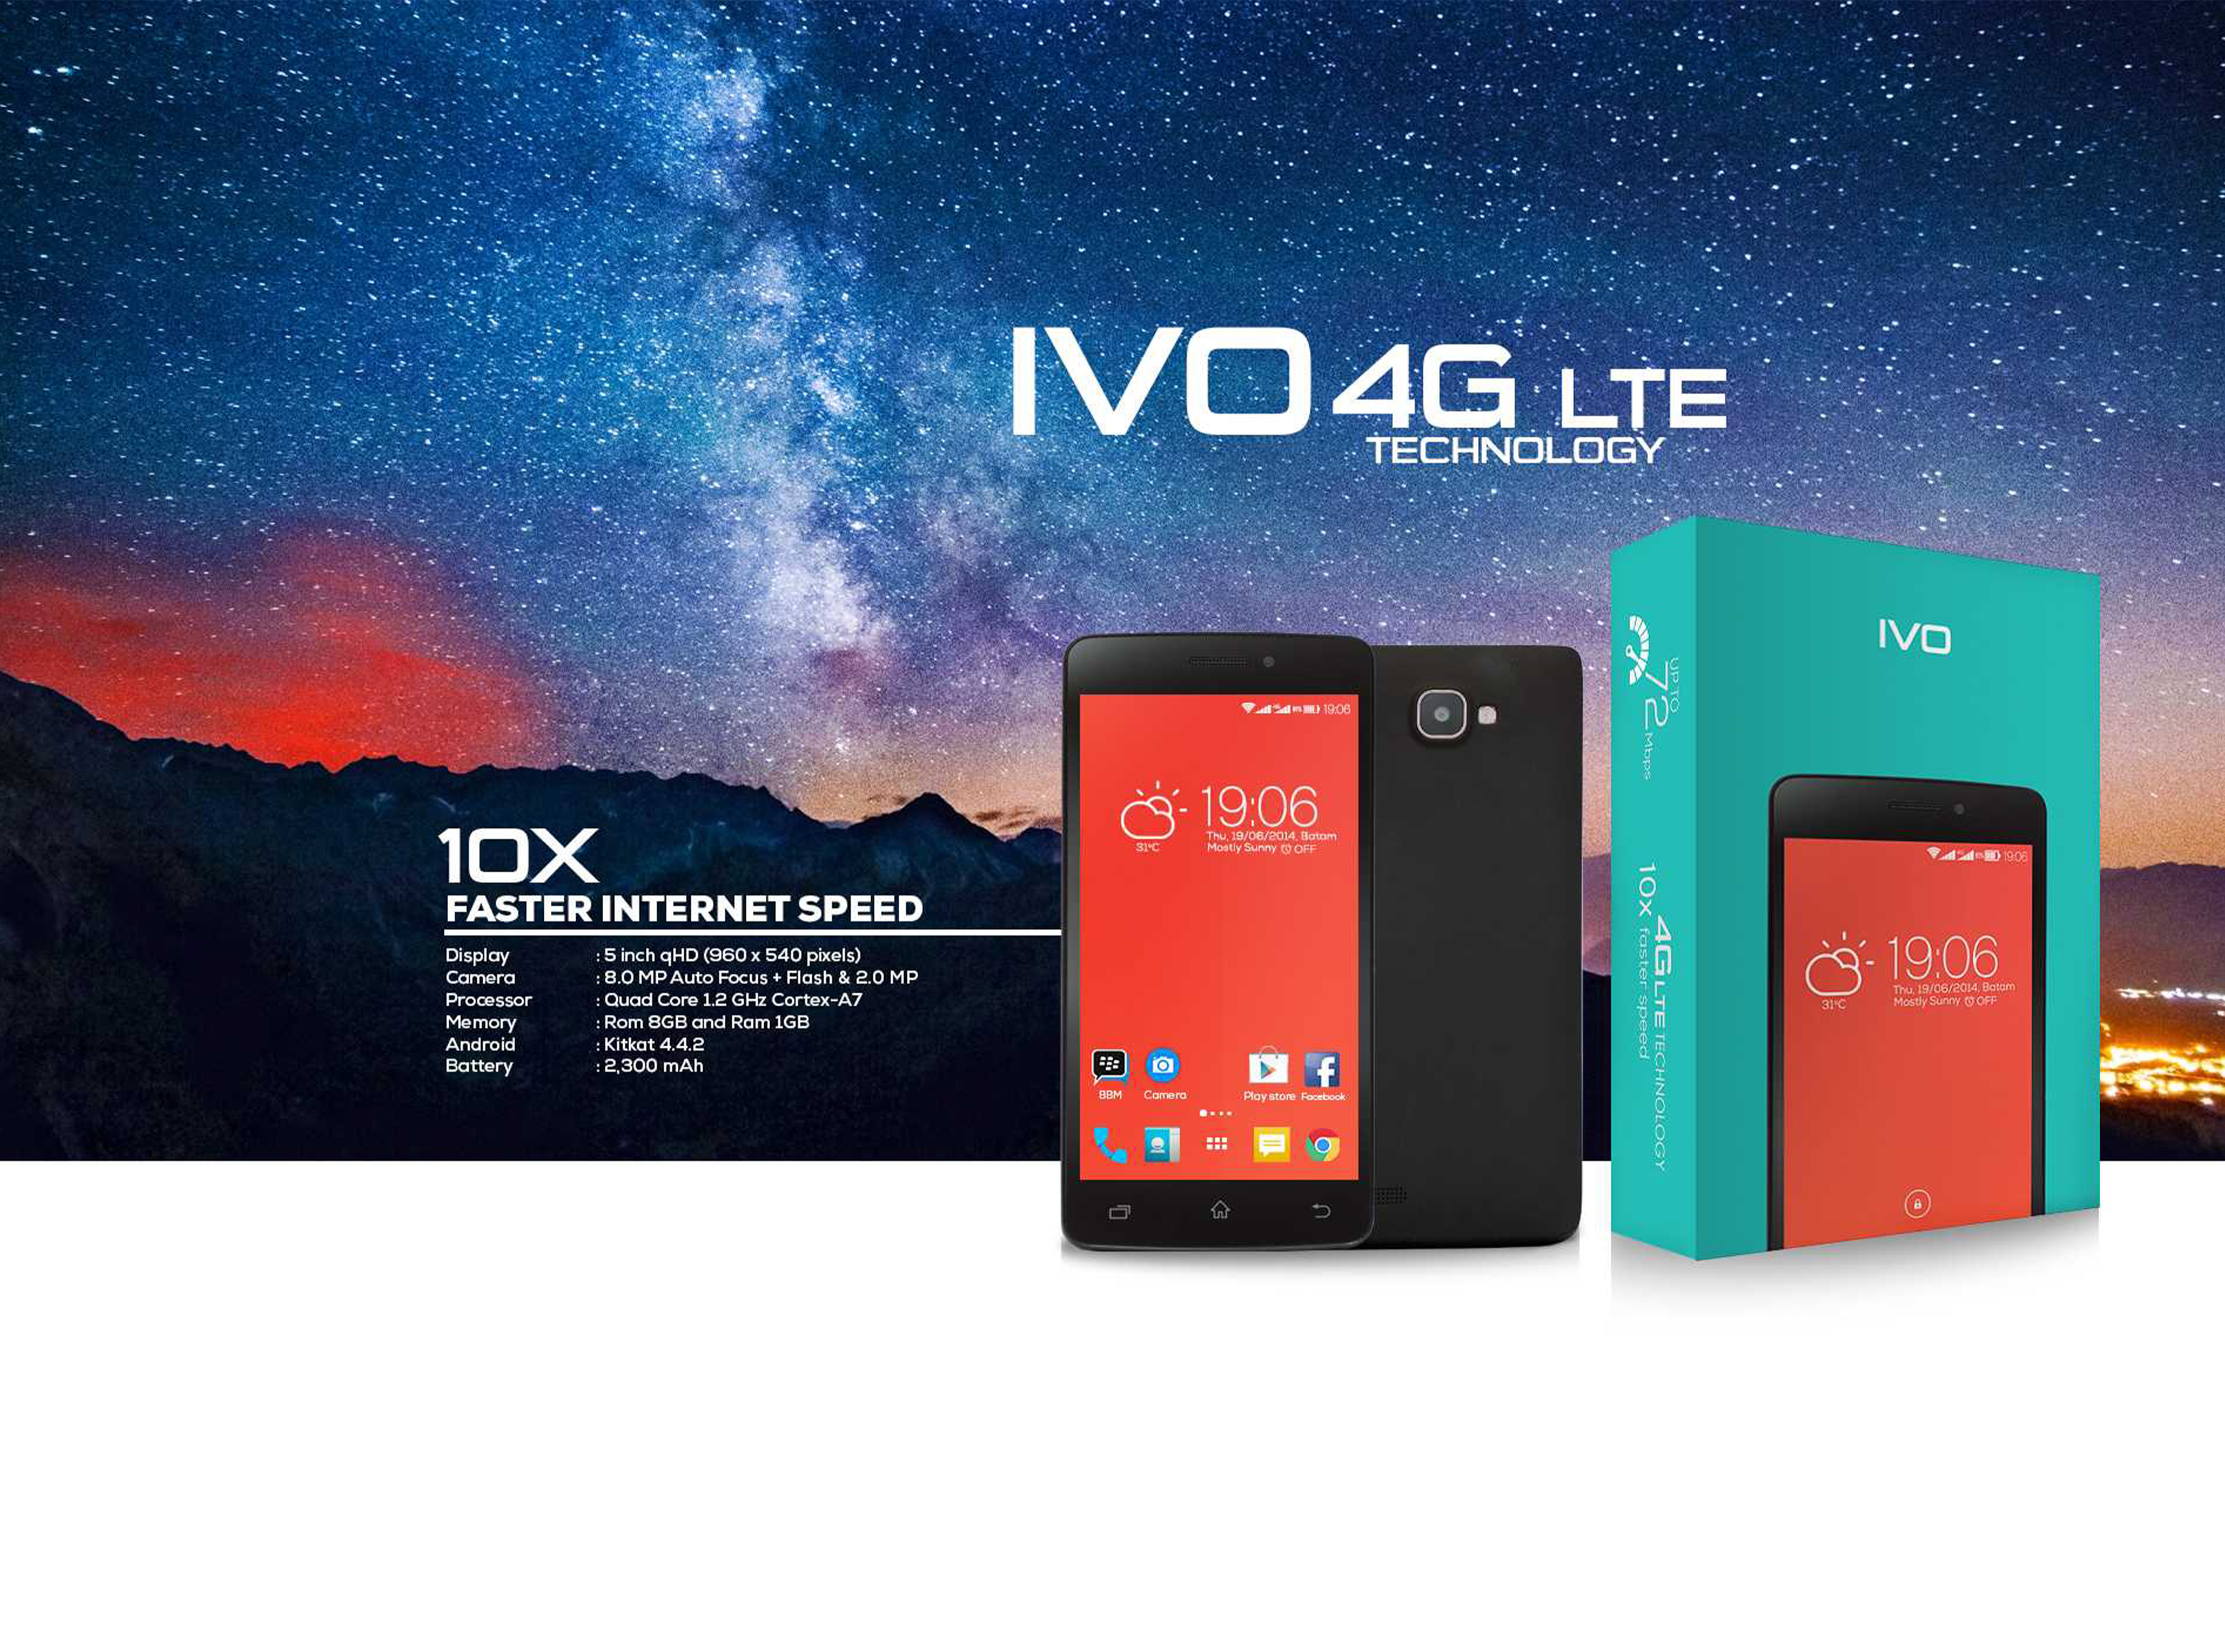 IVO 4G LTE
TECHNOLOGY
10X
FASTER INTERNET SPEED
Display : 5 inch qHD (960 x 540 pixels)
Camera : 8.0 MP Auto Focus + Flash & 2.0 MP
Processor : Quad Core 1.2 GHz Cortex-A7
Memory : Rom 8GB and Ram 1GB
Android : Kitkat 4.4.2
Battery : 2,300 mAh
19:06
19:06
Thu, 19/06/2014, Batam
31°C Mostly Sunny OFF
BBM Camera Play store Facebook
UP TO
72 Mbps
4G LTE TECHNOLOGY
10x faster speed
IVO
19:06
19:06
Thu, 19/06/2014, Batam
31°C Mostly Sunny OFF